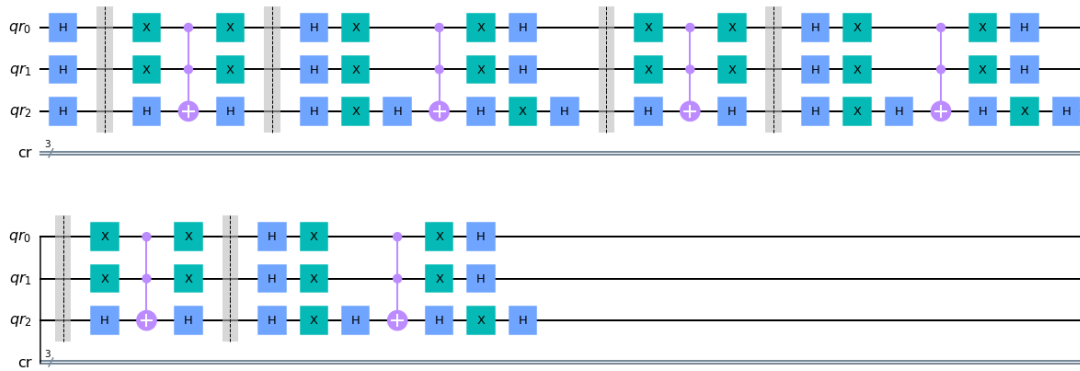 qr0 H X X H X X H X X H X X H
qr1 H X X H X X H X X H X X H
qr2 H H H H X H H X H H H H X H H X H
cr 3
qr0 X X H X X H
qr1 X X H X X H
qr2 H H H X H H X H
cr 3